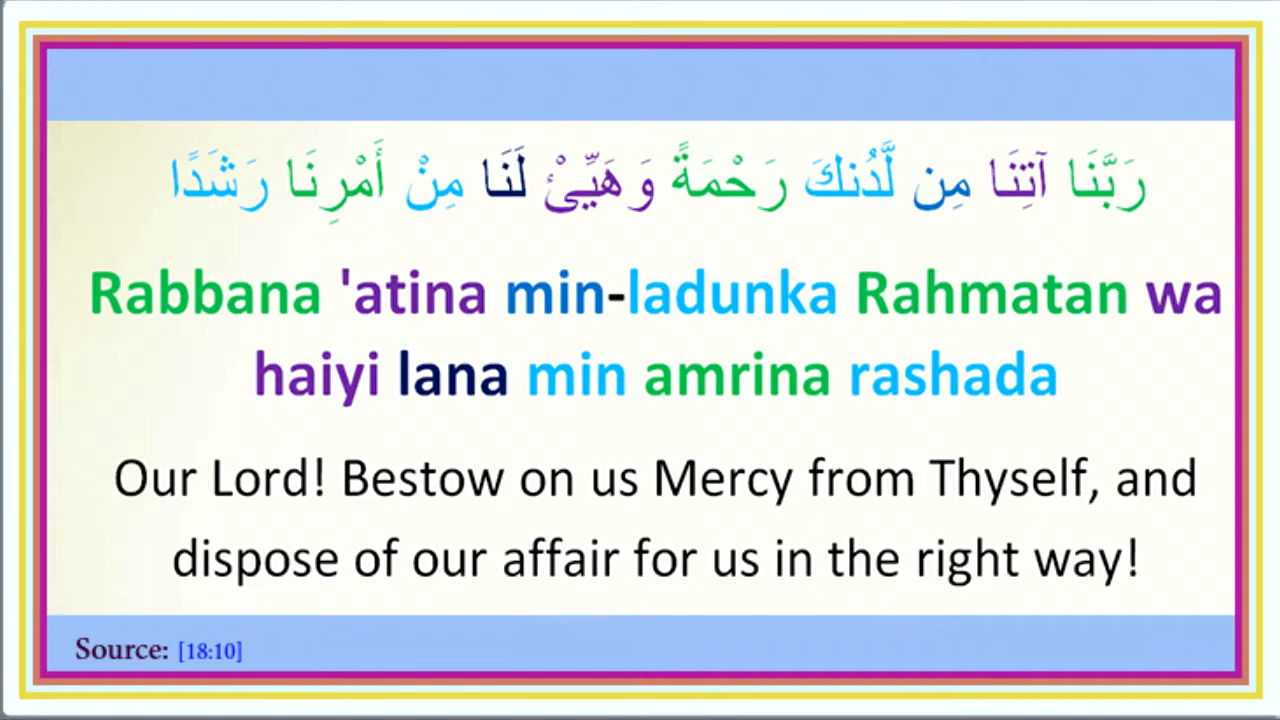 رَبَّنَا آتِنَا مِن لَّدُنكَ رَحْمَةً وَ هَيِّئْ لَنَا مِنْ أَمْرِنَا رَشَدًا
Rabbana 'atina min-ladunka Rahmatan wa
haiyi lana min amrina rashada
Our Lord! Bestow on us Mercy from Thyself, and
dispose of our affair for us in the right way!
Source: [18:10]